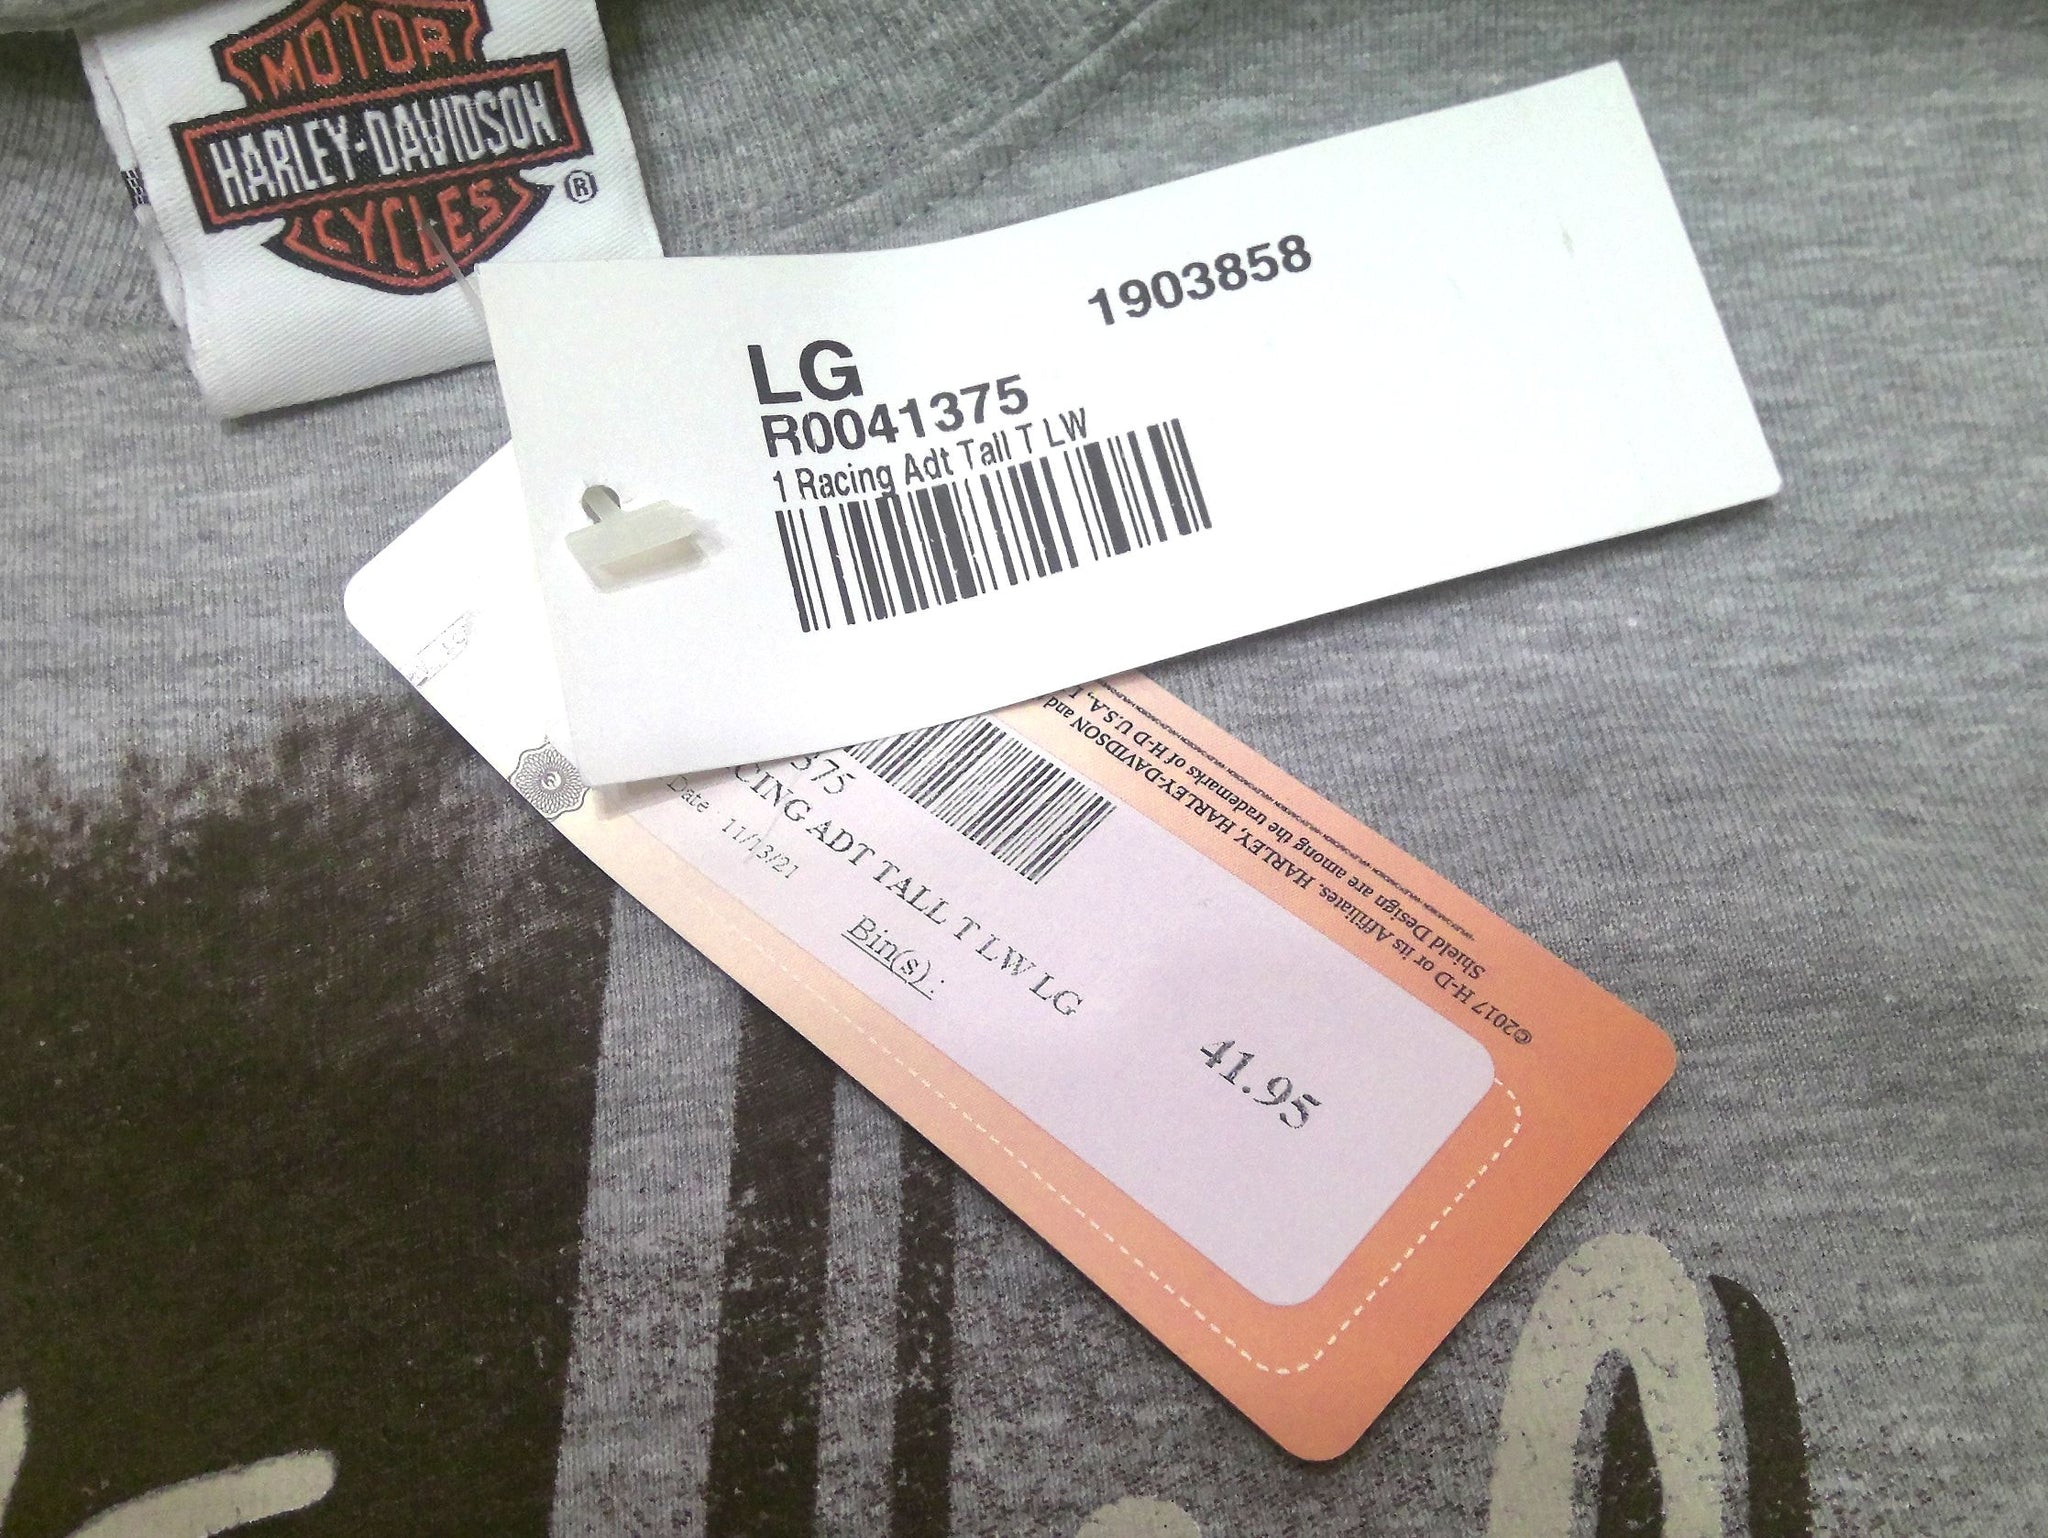 MOTOR
HARLEY-DAVIDSON
CYCLES
®
1903858
LG
R0041375
1 Racing Adt Tall T LW
375
CING ADT TALL T LW LG
Date : 11/13/21
Bin(s):
41.95
©2017 H-D or its Affiliates. HARLEY, HARLEY-DAVIDSON and
Shield Design are among the trademarks of H-D U.S.A.,